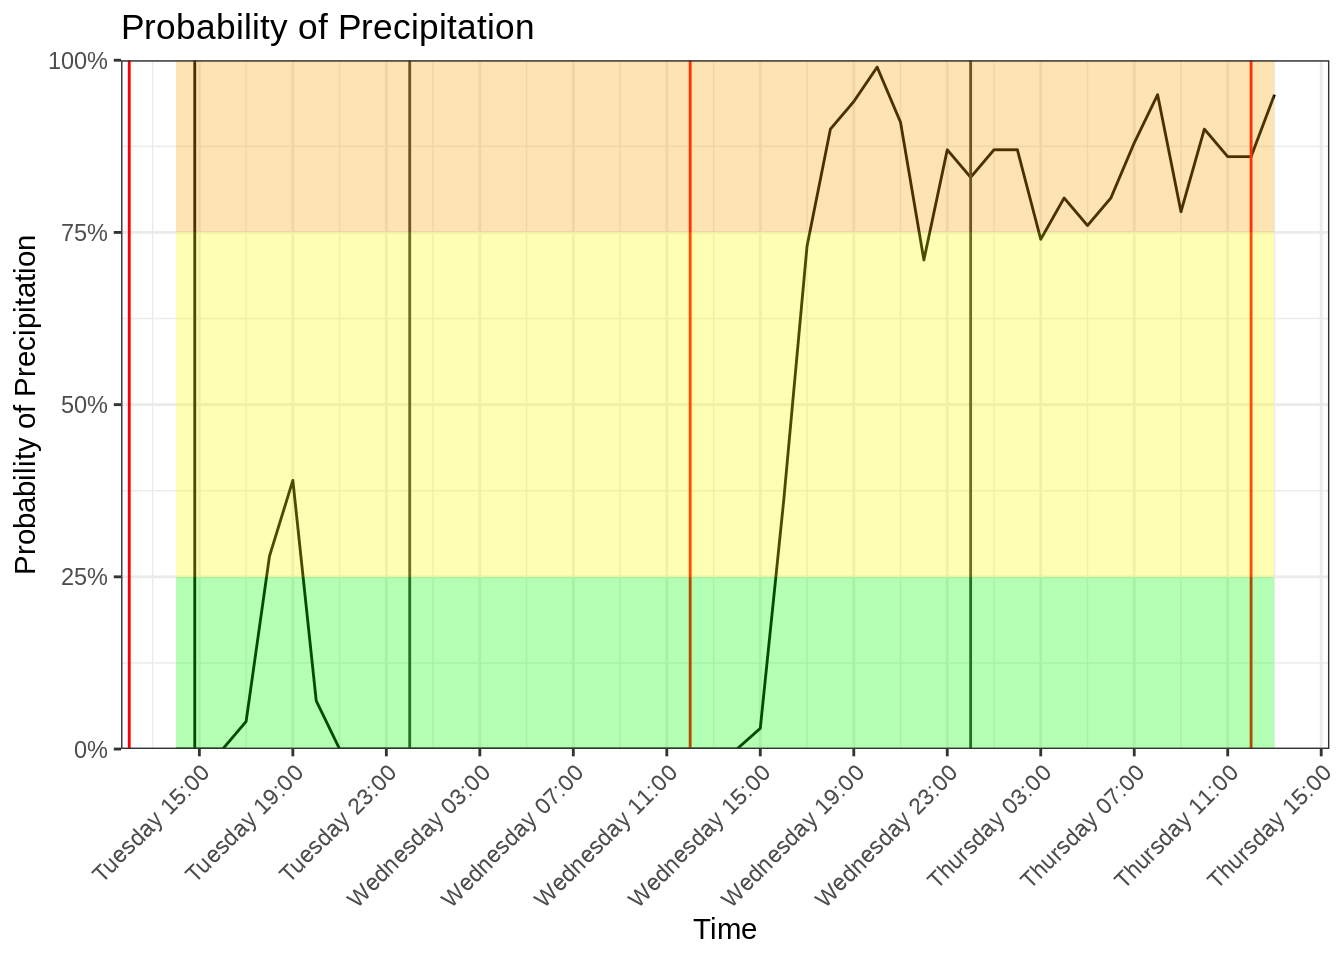 Probability of Precipitation
Probability of Precipitation
100%
75%
50%
25%
0%
Tuesday 15:00
Tuesday 19:00
Tuesday 23:00
Wednesday 03:00
Wednesday 07:00
Wednesday 11:00
Wednesday 15:00
Wednesday 19:00
Wednesday 23:00
Thursday 03:00
Thursday 07:00
Thursday 11:00
Thursday 15:00
Time